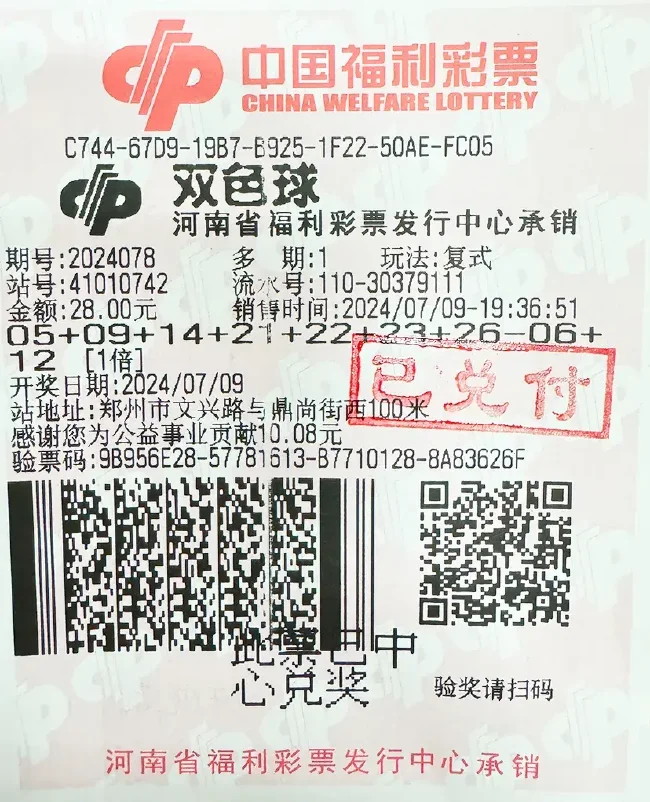 中国福利彩票
CHINA WELFARE LOTTERY
C744-67D9-19B7-B925-1F22-50AE-FC05
双色球
河南省福利彩票发行中心承销
期号:2024078 多 期:1 玩法:复式
站号:41010742 流水号:110-30379111
金额:28.00元 销售时间:2024/07/09-19:36:51
05+09+14+21+22+23+26-06+
12 [1倍]
已兑付
开奖日期:2024/07/09
站地址:郑州市文兴路与鼎尚街西100米
感谢您为公益事业贡献10.08元
验票码:9B956E28-57781613-B7710128-8A83626F
此票已中
心兑奖
验奖请扫码
河南省福利彩票发行中心承销